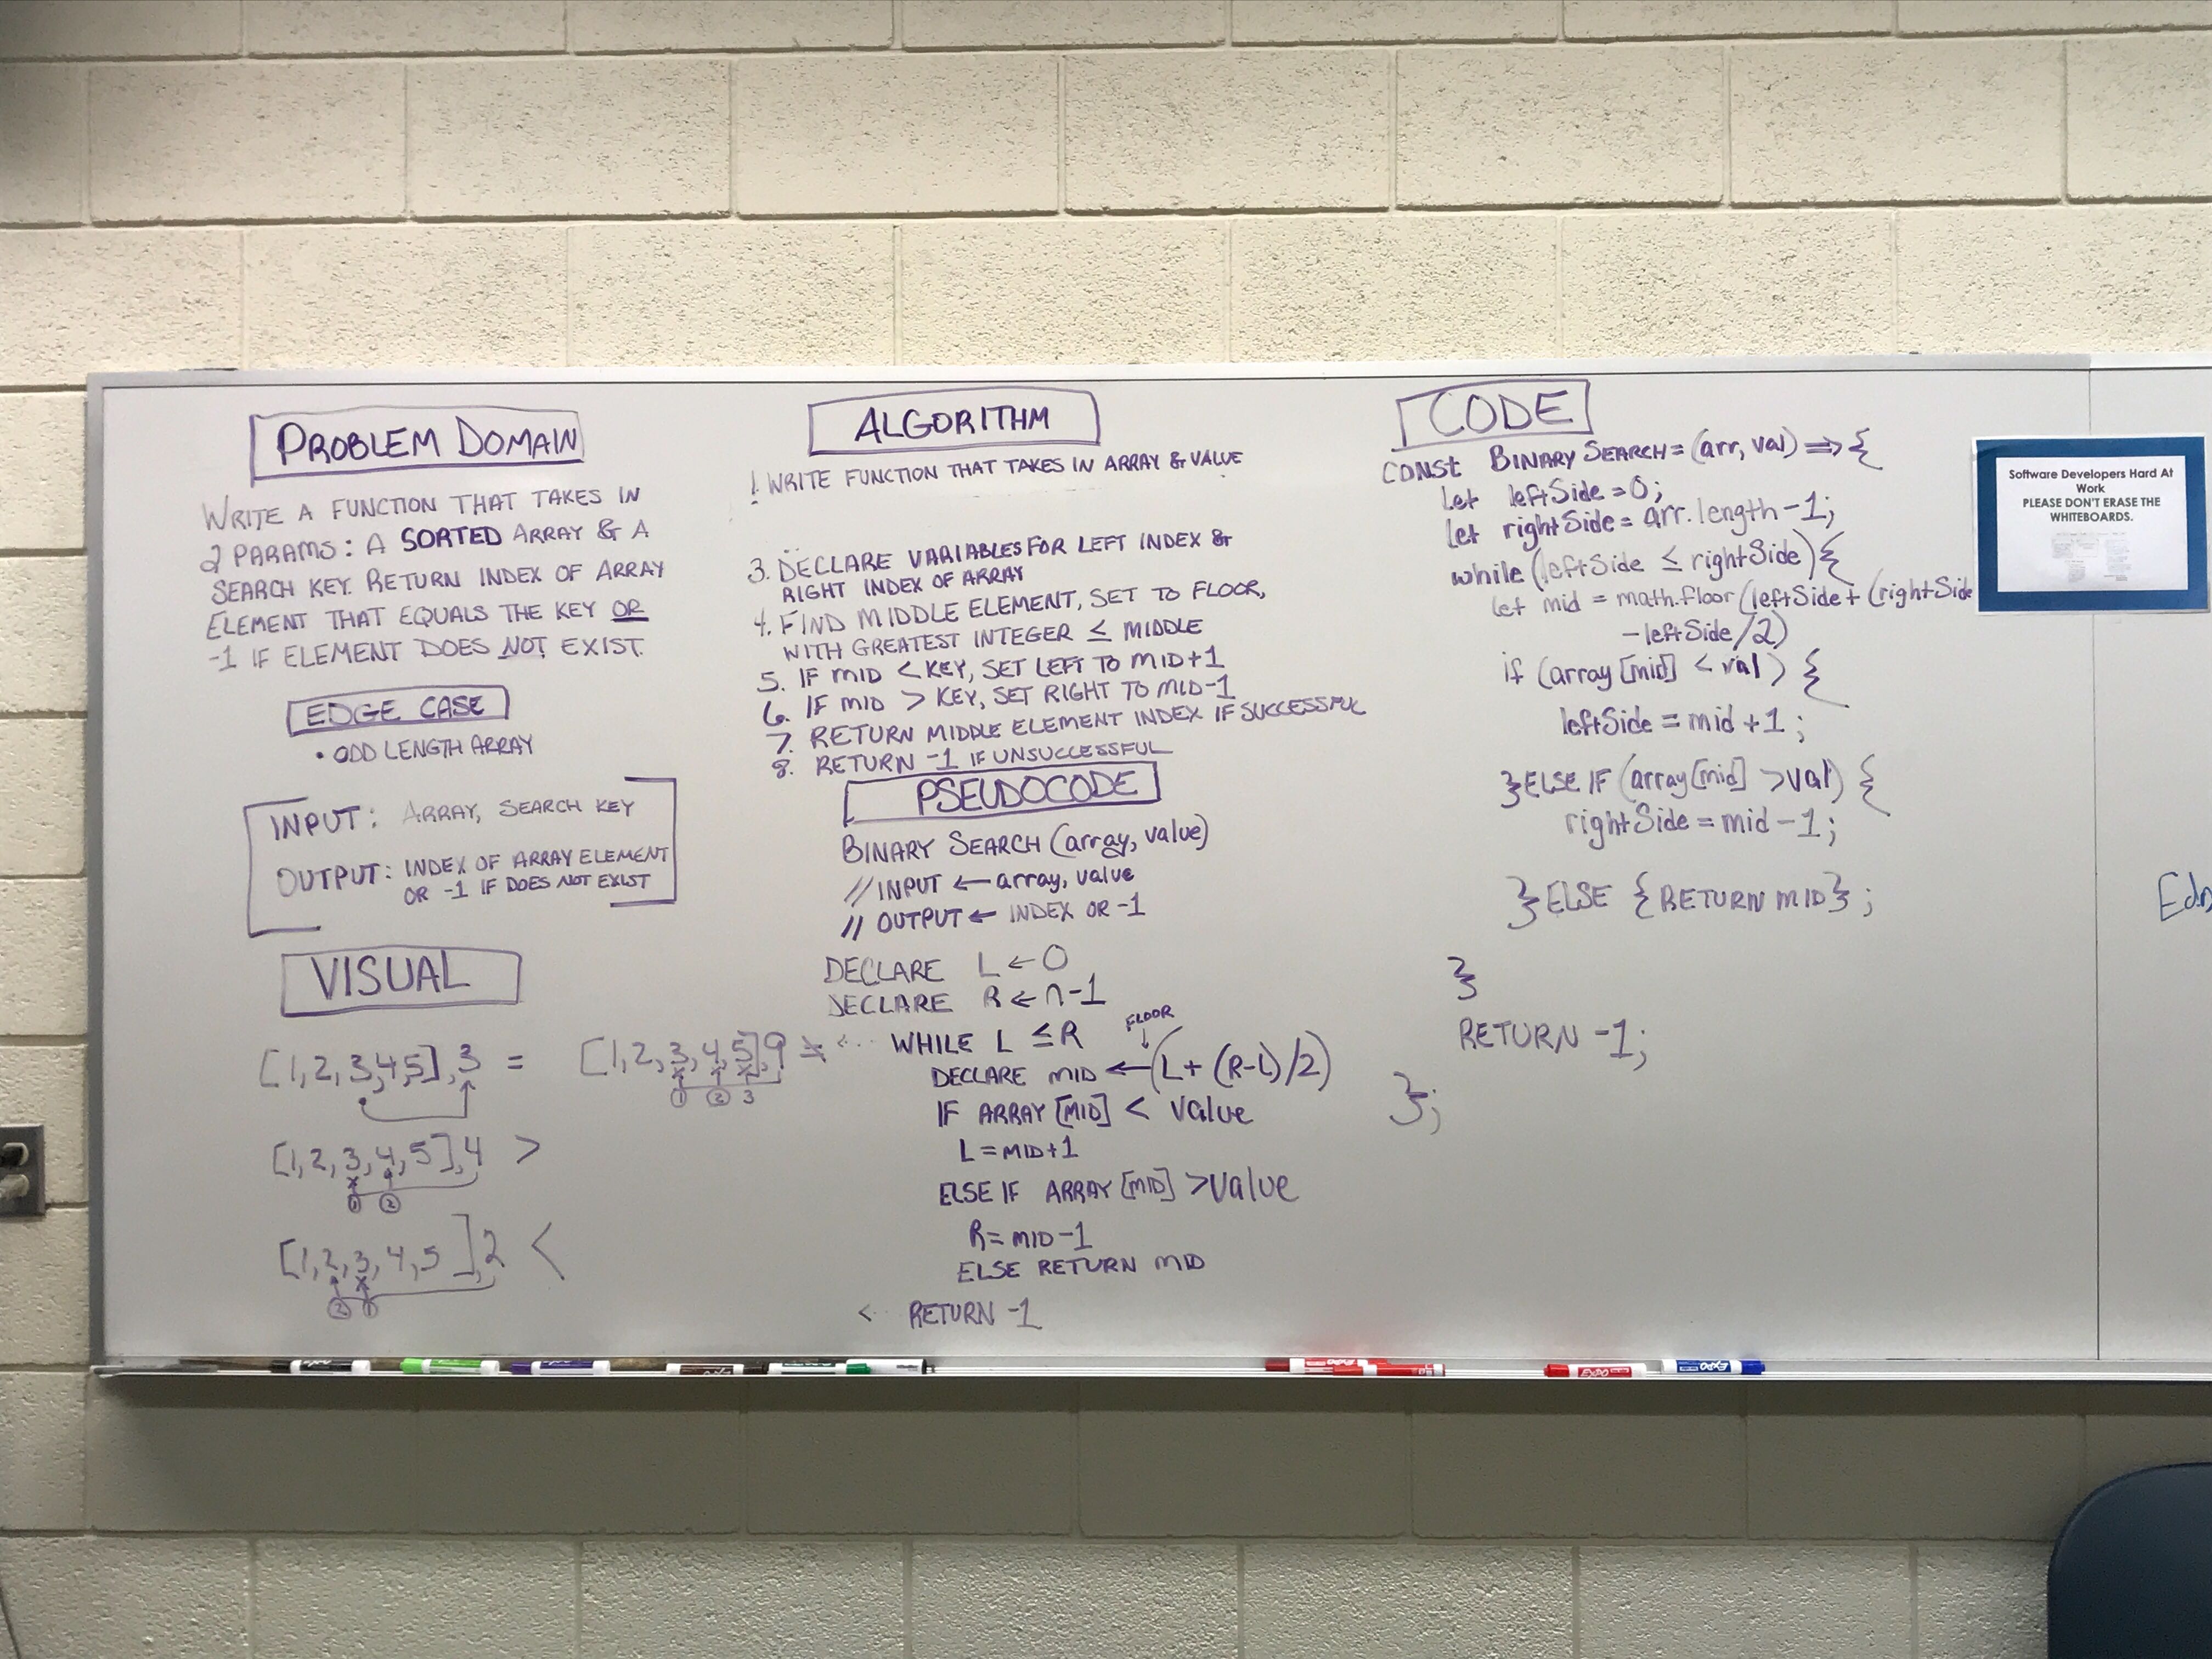 PROBLEM DOMAIN
WRITE A FUNCTION THAT TAKES IN
2 PARAMS: A SORTED ARRAY & A
SEARCH KEY. RETURN INDEX OF ARRAY
ELEMENT THAT EQUALS THE KEY OR
-1 IF ELEMENT DOES NOT EXIST.
EDGE CASE
• ODD LENGTH ARRAY
INPUT: ARRAY, SEARCH KEY
OUTPUT: INDEX OF ARRAY ELEMENT
OR -1 IF DOES NOT EXIST
VISUAL
[1,2,3,4,5],3 =
[1,2,3,4,5],9 ≠
① ② 3
[1,2,3,4,5],4 >
① ②
[1,2,3,4,5],2 <
② ①
ALGORITHM
1. WRITE FUNCTION THAT TAKES IN ARRAY & VALUE
3. DECLARE VARIABLES FOR LEFT INDEX &
RIGHT INDEX OF ARRAY
4. FIND MIDDLE ELEMENT, SET TO FLOOR,
WITH GREATEST INTEGER ≤ MIDDLE
5. IF MID < KEY, SET LEFT TO MID+1
6. IF MID > KEY, SET RIGHT TO MID-1
7. RETURN MIDDLE ELEMENT INDEX IF SUCCESSFUL
8. RETURN -1 IF UNSUCCESSFUL
PSEUDOCODE
BINARY SEARCH (array, value)
// INPUT ← array, value
// OUTPUT ← INDEX OR -1
DECLARE L ← 0
DECLARE R ← n-1
WHILE L ≤ R
FLOOR
DECLARE MID ← (L + (R-L)/2)
IF ARRAY [MID] < value
L = MID+1
ELSE IF ARRAY [MID] > value
R = MID-1
ELSE RETURN MID
RETURN -1
CODE
CONST BINARY SEARCH = (arr, val) => {
let leftSide = 0;
let rightSide = arr.length-1;
while (leftSide ≤ rightSide) {
let mid = math.floor(leftSide + (rightSide
-leftSide/2)
if (array [mid] < val) {
leftSide = mid +1;
} ELSE IF (array [mid] > val) {
rightSide = mid-1;
} ELSE { RETURN MID } ;
}
RETURN -1;
};
Software Developers Hard At
Work
PLEASE DON'T ERASE THE
WHITEBOARDS.
EXPO
EXPO